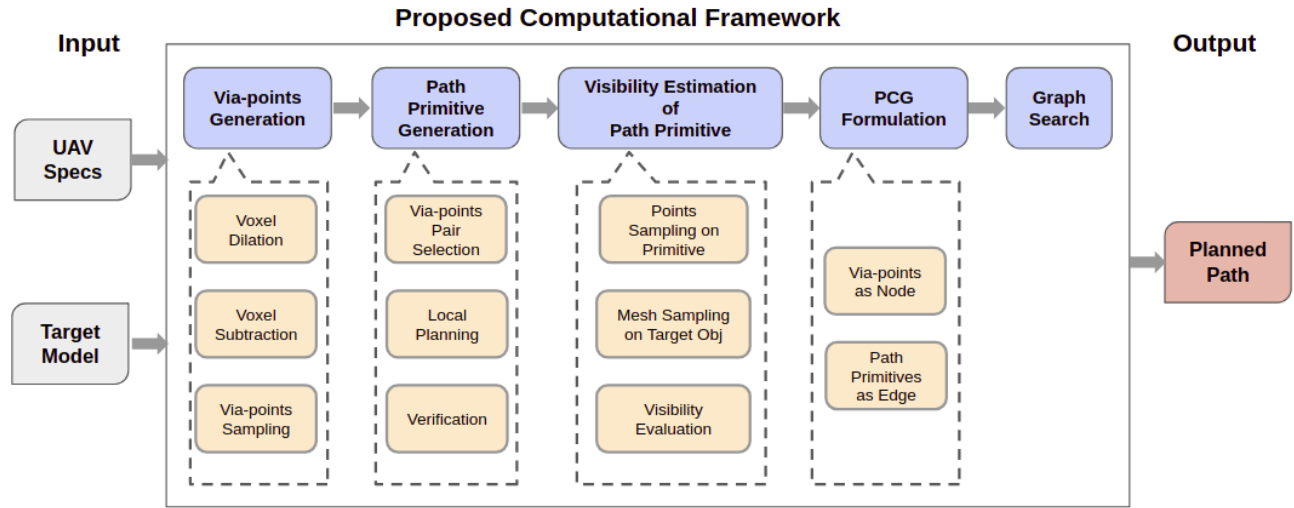 Proposed Computational Framework
Input
Output
UAV
Specs
Target
Model
Via-points
Generation
Path
Primitive
Generation
Visibility Estimation
of
Path Primitive
PCG
Formulation
Graph
Search
Voxel
Dilation
Voxel
Subtraction
Via-points
Sampling
Via-points
Pair
Selection
Local
Planning
Verification
Points
Sampling on
Primitive
Mesh Sampling
on Target Obj
Visibility
Evaluation
Via-points
as Node
Path
Primitives
as Edge
Planned
Path